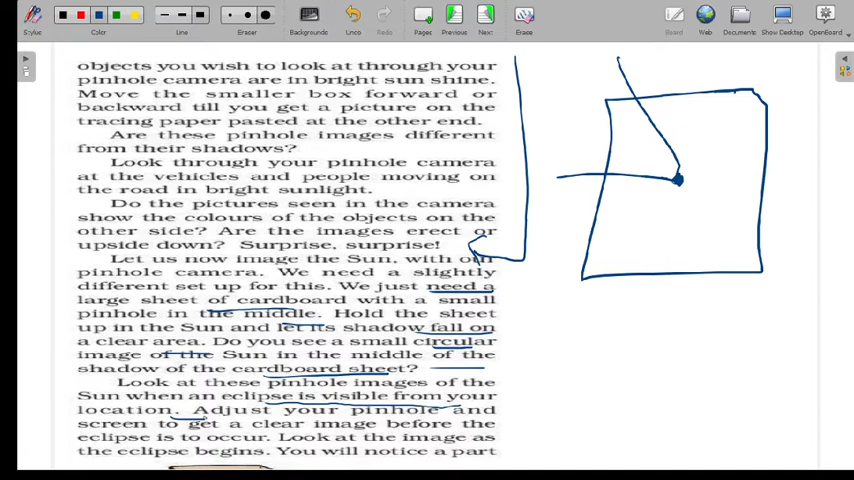 Stylus
Color
Line
Eraser
Backgrounds
Undo
Redo
Pages
Previous
Next
Erase
Board
Web
Documents
Show Desktop
OpenBoard
objects you wish to look at through your
pinhole camera are in bright sun shine.
Move the smaller box forward or
backward till you get a picture on the
tracing paper pasted at the other end.
Are these pinhole images different
from their shadows?
Look through your pinhole camera
at the vehicles and people moving on
the road in bright sunlight.
Do the pictures seen in the camera
show the colours of the objects on the
other side? Are the images erect or
upside down? Surprise, surprise!
Let us now image the Sun, with our
pinhole camera. We need a slightly
different set up for this. We just need a
large sheet of cardboard with a small
pinhole in the middle. Hold the sheet
up in the Sun and let its shadow fall on
a clear area. Do you see a small circular
image of the Sun in the middle of the
shadow of the cardboard sheet?
Look at these pinhole images of the
Sun when an eclipse is visible from your
location. Adjust your pinhole and
screen to get a clear image before the
eclipse is to occur. Look at the image as
the eclipse begins. You will notice a part